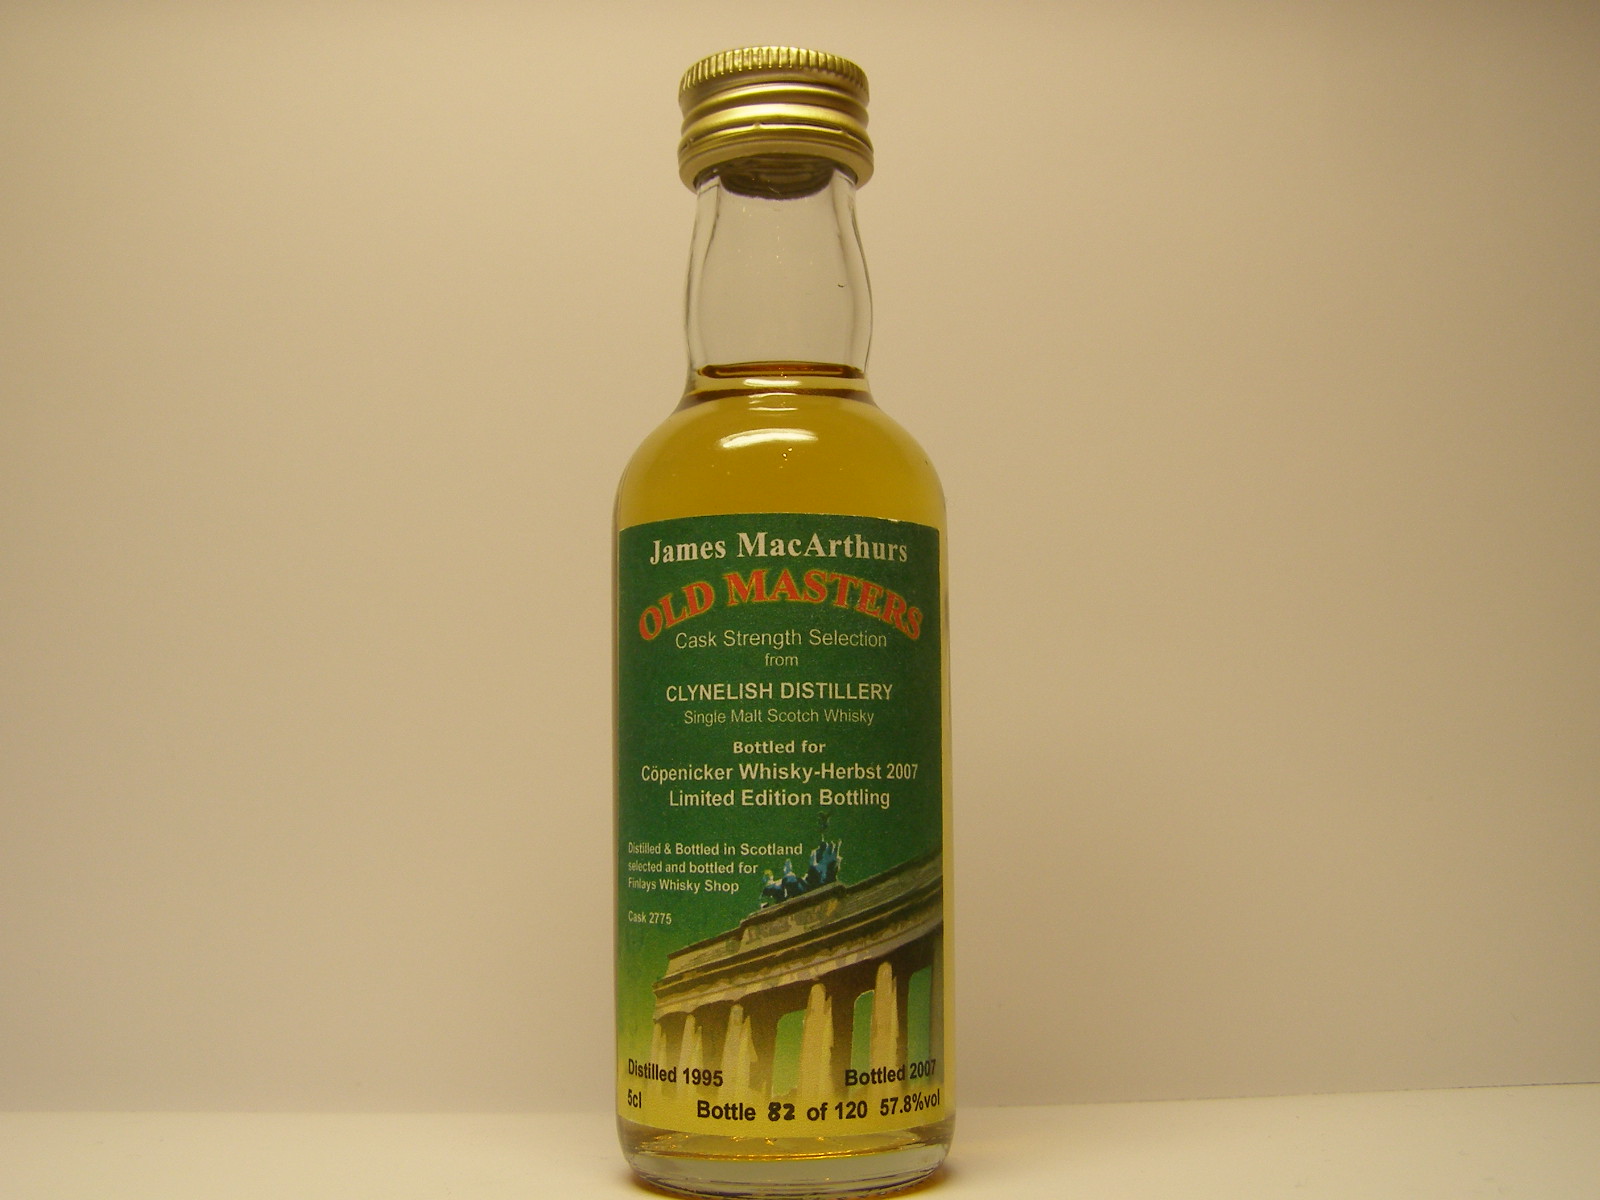 James MacArthurs
OLD MASTERS
Cask Strength Selection
from
CLYNELISH DISTILLERY
Single Malt Scotch Whisky
Bottled for
Cöpenicker Whisky-Herbst 2007
Limited Edition Bottling
Distilled & Bottled in Scotland
selected and bottled for
Finlays Whisky Shop
Cask 2775
Distilled 1995 Bottled 2007
5cl Bottle 82 of 120 57.8%vol